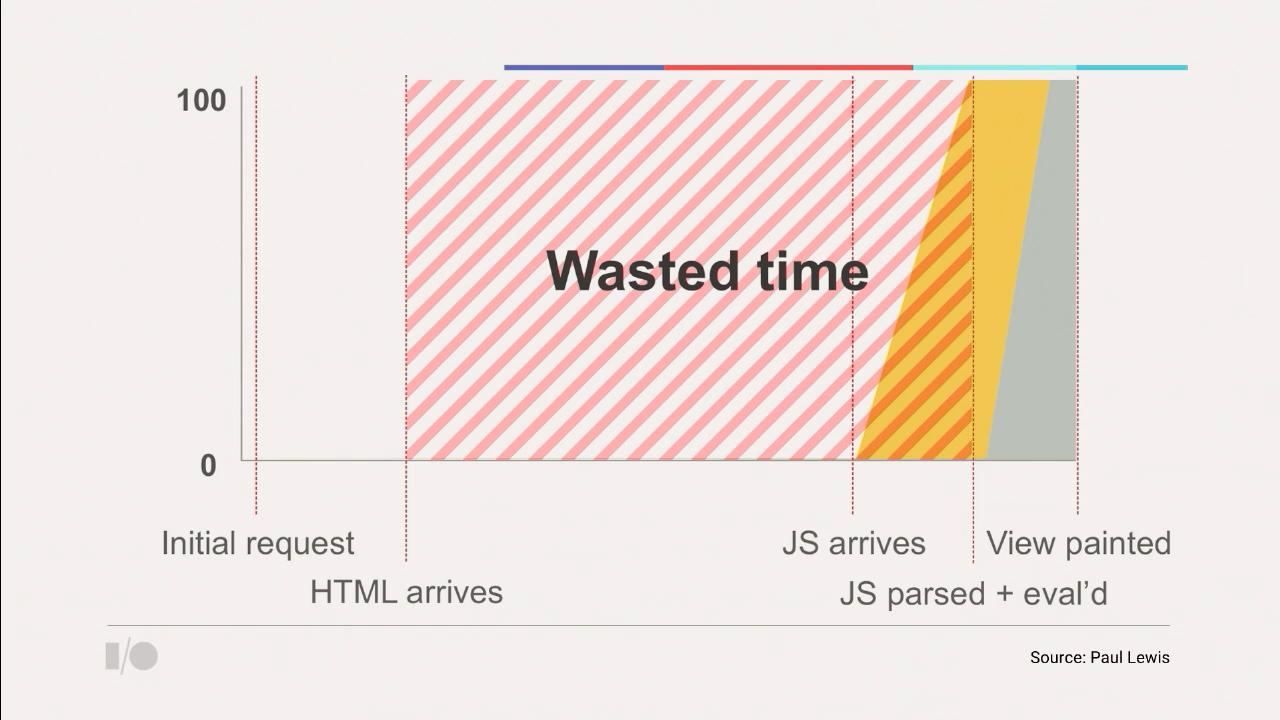 100
Wasted time
0
Initial request
JS arrives
View painted
HTML arrives
JS parsed + eval’d
I/O
Source: Paul Lewis